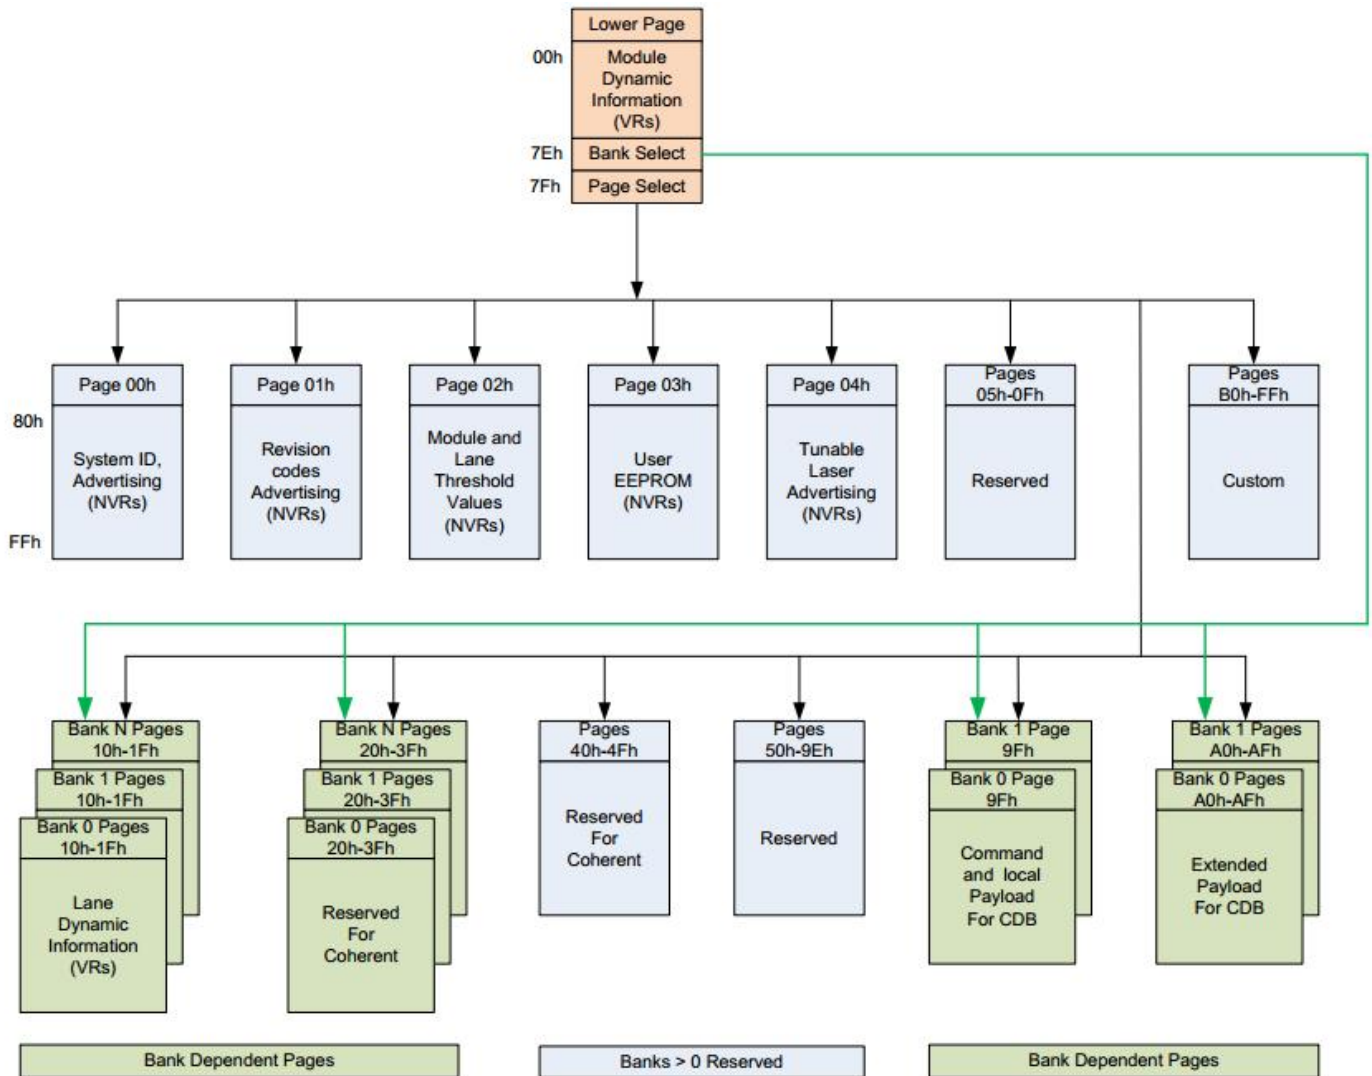 Lower Page
00h
Module
Dynamic
Information
(VRs)
7Eh
Bank Select
7Fh
Page Select
Page 00h
Page 01h
Page 02h
Page 03h
Page 04h
Pages
05h-0Fh
Pages
B0h-FFh
80h
System ID,
Advertising
(NVRs)
Revision
codes
Advertising
(NVRs)
Module and
Lane
Threshold
Values
(NVRs)
User
EEPROM
(NVRs)
Tunable
Laser
Advertising
(NVRs)
Reserved
Custom
FFh
Bank N Pages
10h-1Fh
Bank 1 Pages
10h-1Fh
Bank 0 Pages
10h-1Fh
Lane
Dynamic
Information
(VRs)
Bank N Pages
20h-3Fh
Bank 1 Pages
20h-3Fh
Bank 0 Pages
20h-3Fh
Reserved
For
Coherent
Pages
40h-4Fh
Reserved
For
Coherent
Pages
50h-9Eh
Reserved
Bank 1 Page
9Fh
Bank 0 Page
9Fh
Command
and local
Payload
For CDB
Bank 1 Pages
A0h-AFh
Bank 0 Pages
A0h-AFh
Extended
Payload
For CDB
Bank Dependent Pages
Banks > 0 Reserved
Bank Dependent Pages